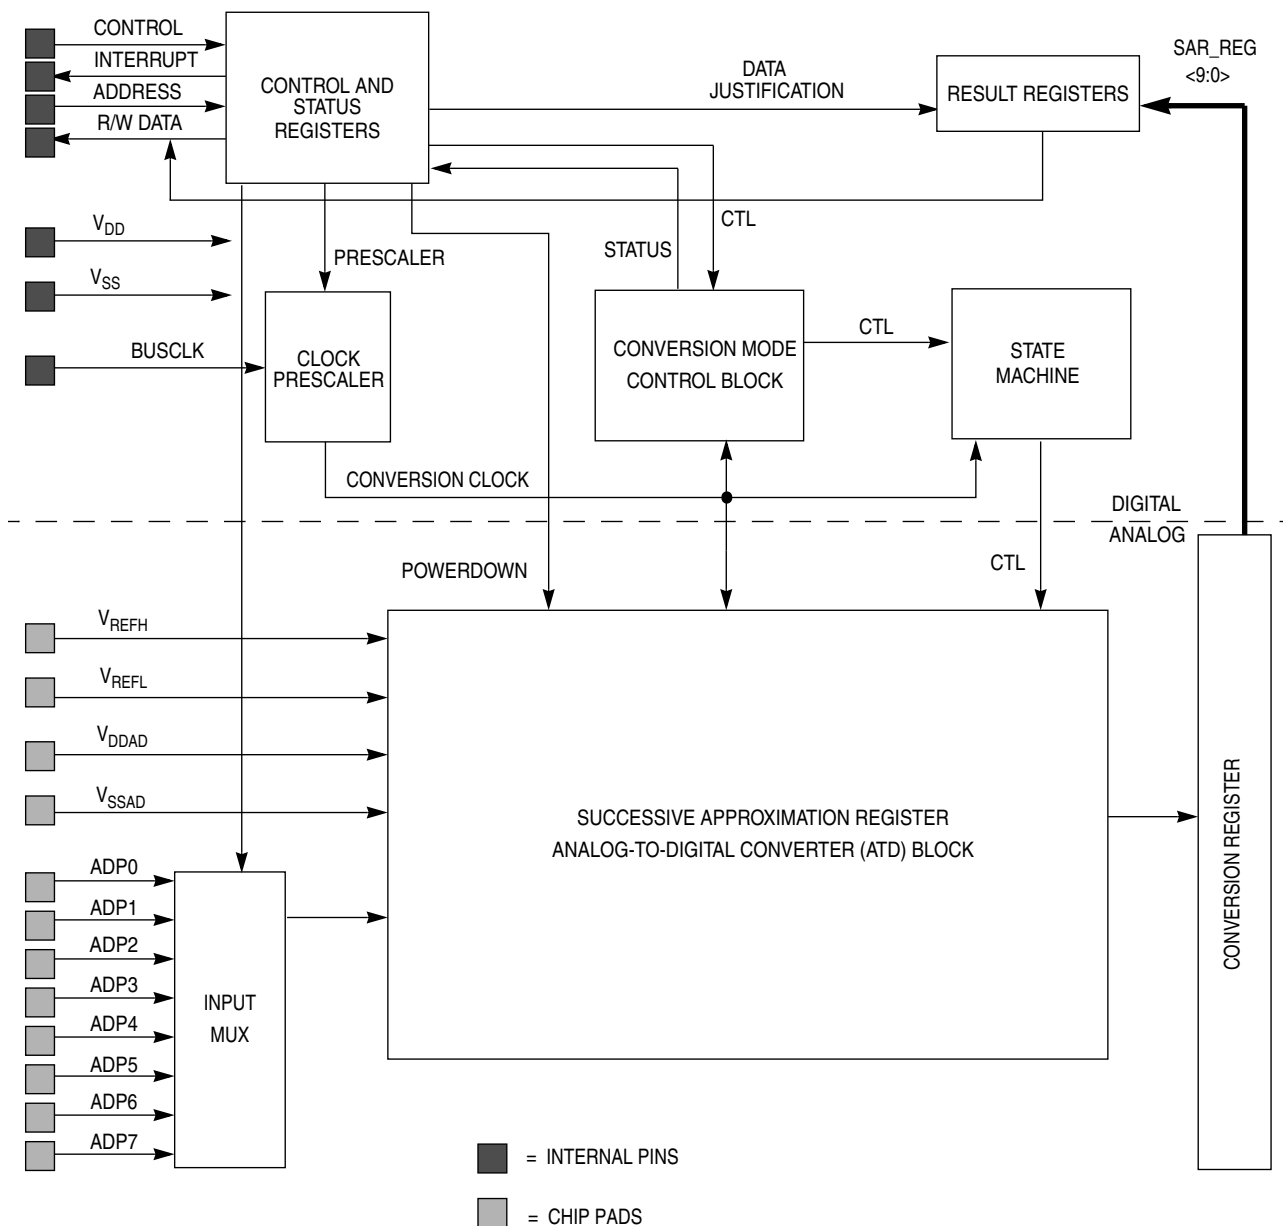 CONTROL
INTERRUPT
ADDRESS
R/W DATA
CONTROL AND
STATUS
REGISTERS
DATA
JUSTIFICATION
RESULT REGISTERS
SAR_REG
<9:0>
VDD
VSS
BUSCLK
PRESCALER
CLOCK
PRESCALER
STATUS
CTL
CONVERSION MODE
CONTROL BLOCK
CTL
STATE
MACHINE
CONVERSION CLOCK
DIGITAL
ANALOG
POWERDOWN
CTL
VREFH
VREFL
VDDAD
VSSAD
SUCCESSIVE APPROXIMATION REGISTER
ANALOG-TO-DIGITAL CONVERTER (ATD) BLOCK
CONVERSION REGISTER
ADP0
ADP1
ADP2
ADP3
ADP4
ADP5
ADP6
ADP7
INPUT
MUX
= INTERNAL PINS
= CHIP PADS